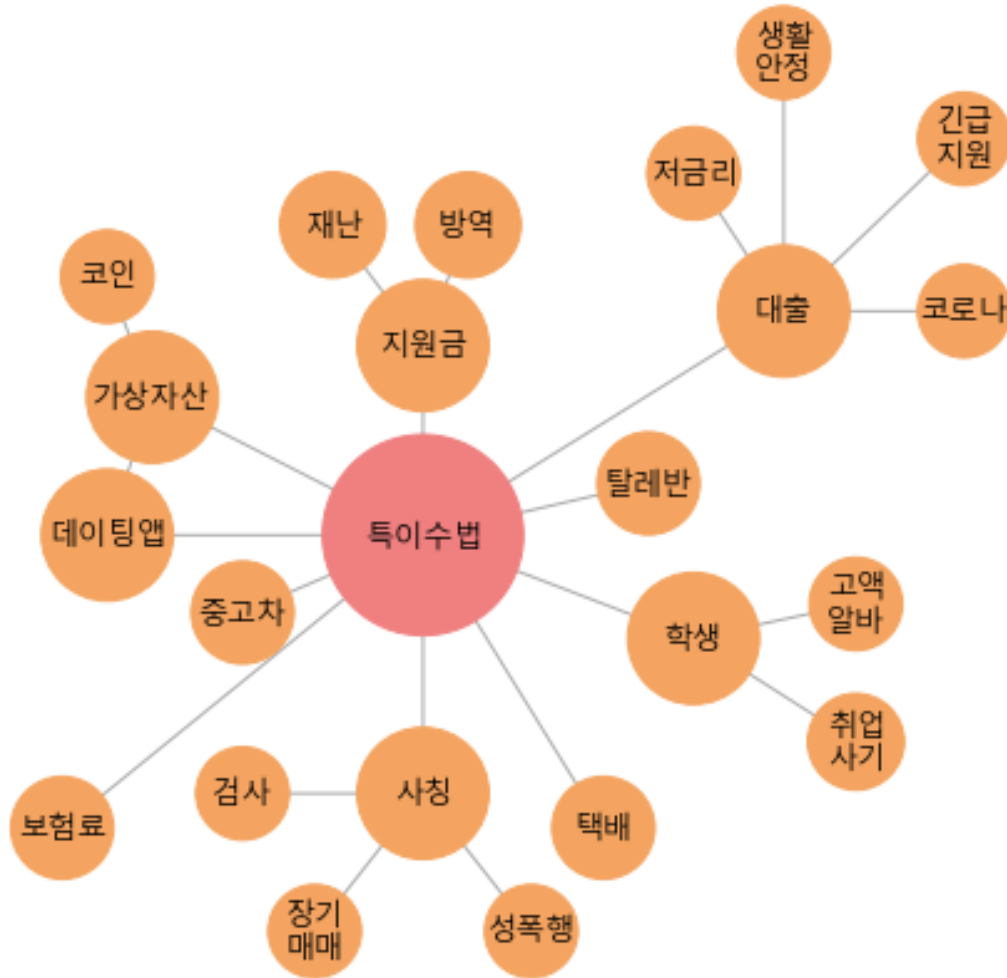 생활
안정
긴급
지원
저금리
재난
방역
코인
대출
코로나
지원금
가상자산
탈레반
특이수법
데이팅앱
고액
알바
중고차
학생
취업
사기
검사
사칭
보험료
택배
장기
매매
성폭행